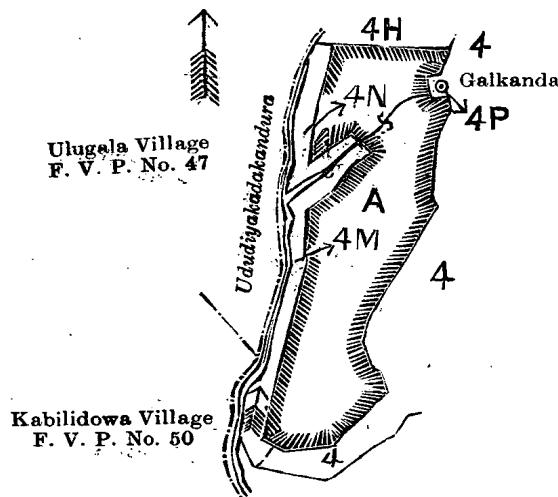 4H
4
Galkanda
4N
4P
Ulugala Village
F. V. P. No. 47
Ududiyakadakandura
A
4M
4
Kabilidowa Village
F. V. P. No. 50
4